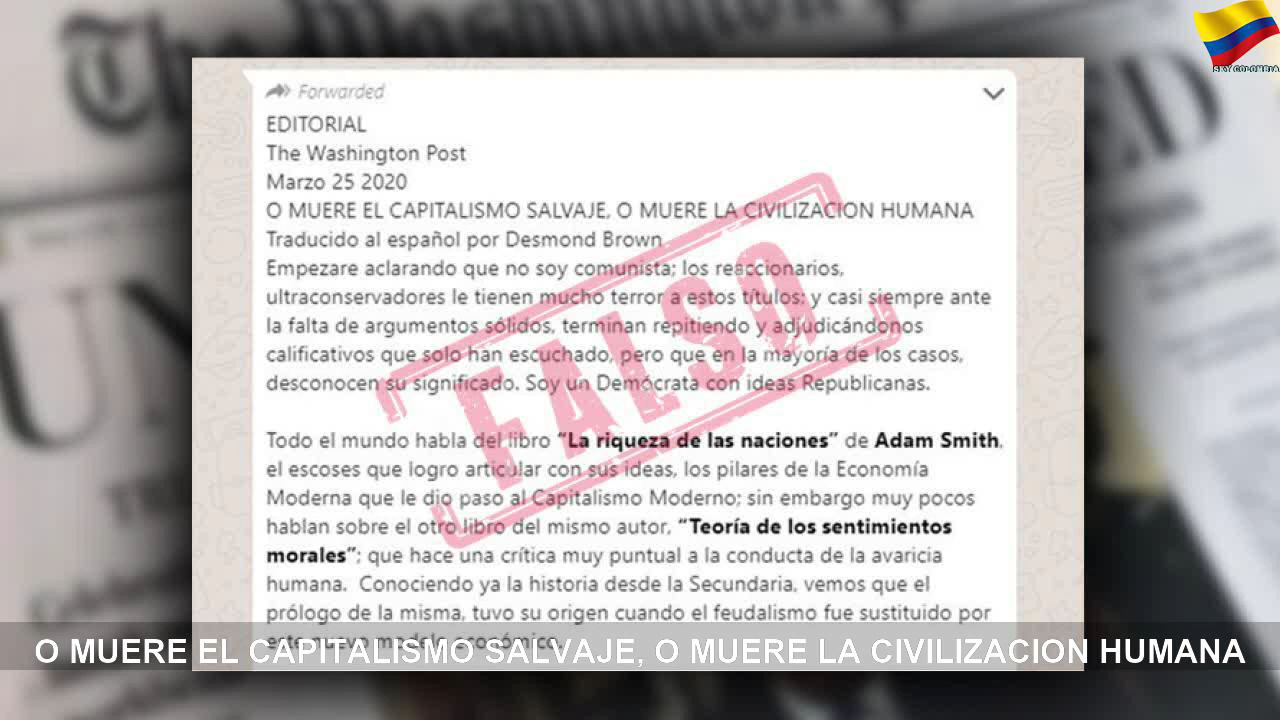 The Washington P
SKY COLOMBIA
Forwarded
EDITORIAL
The Washington Post
Marzo 25 2020
O MUERE EL CAPITALISMO SALVAJE, O MUERE LA CIVILIZACION HUMANA
Traducido al español por Desmond Brown
Empezare aclarando que no soy comunista; los reaccionarios,
ultraconservadores le tienen mucho terror a estos títulos; y casi siempre ante
la falta de argumentos sólidos, terminan repitiendo y adjudicándonos
calificativos que solo han escuchado, pero que en la mayoría de los casos,
desconocen su significado. Soy un Demócrata con ideas Republicanas.
FALSO
Todo el mundo habla del libro “La riqueza de las naciones” de Adam Smith,
el escoses que logro articular con sus ideas, los pilares de la Economía
Moderna que le dio paso al Capitalismo Moderno; sin embargo muy pocos
hablan sobre el otro libro del mismo autor, “Teoría de los sentimientos
morales”; que hace una crítica muy puntual a la conducta de la avaricia
humana. Conociendo ya la historia desde la Secundaria, vemos que el
prólogo de la misma, tuvo su origen cuando el feudalismo fue sustituido por
este nuevo modelo económico.
O MUERE EL CAPITALISMO SALVAJE, O MUERE LA CIVILIZACION HUMANA